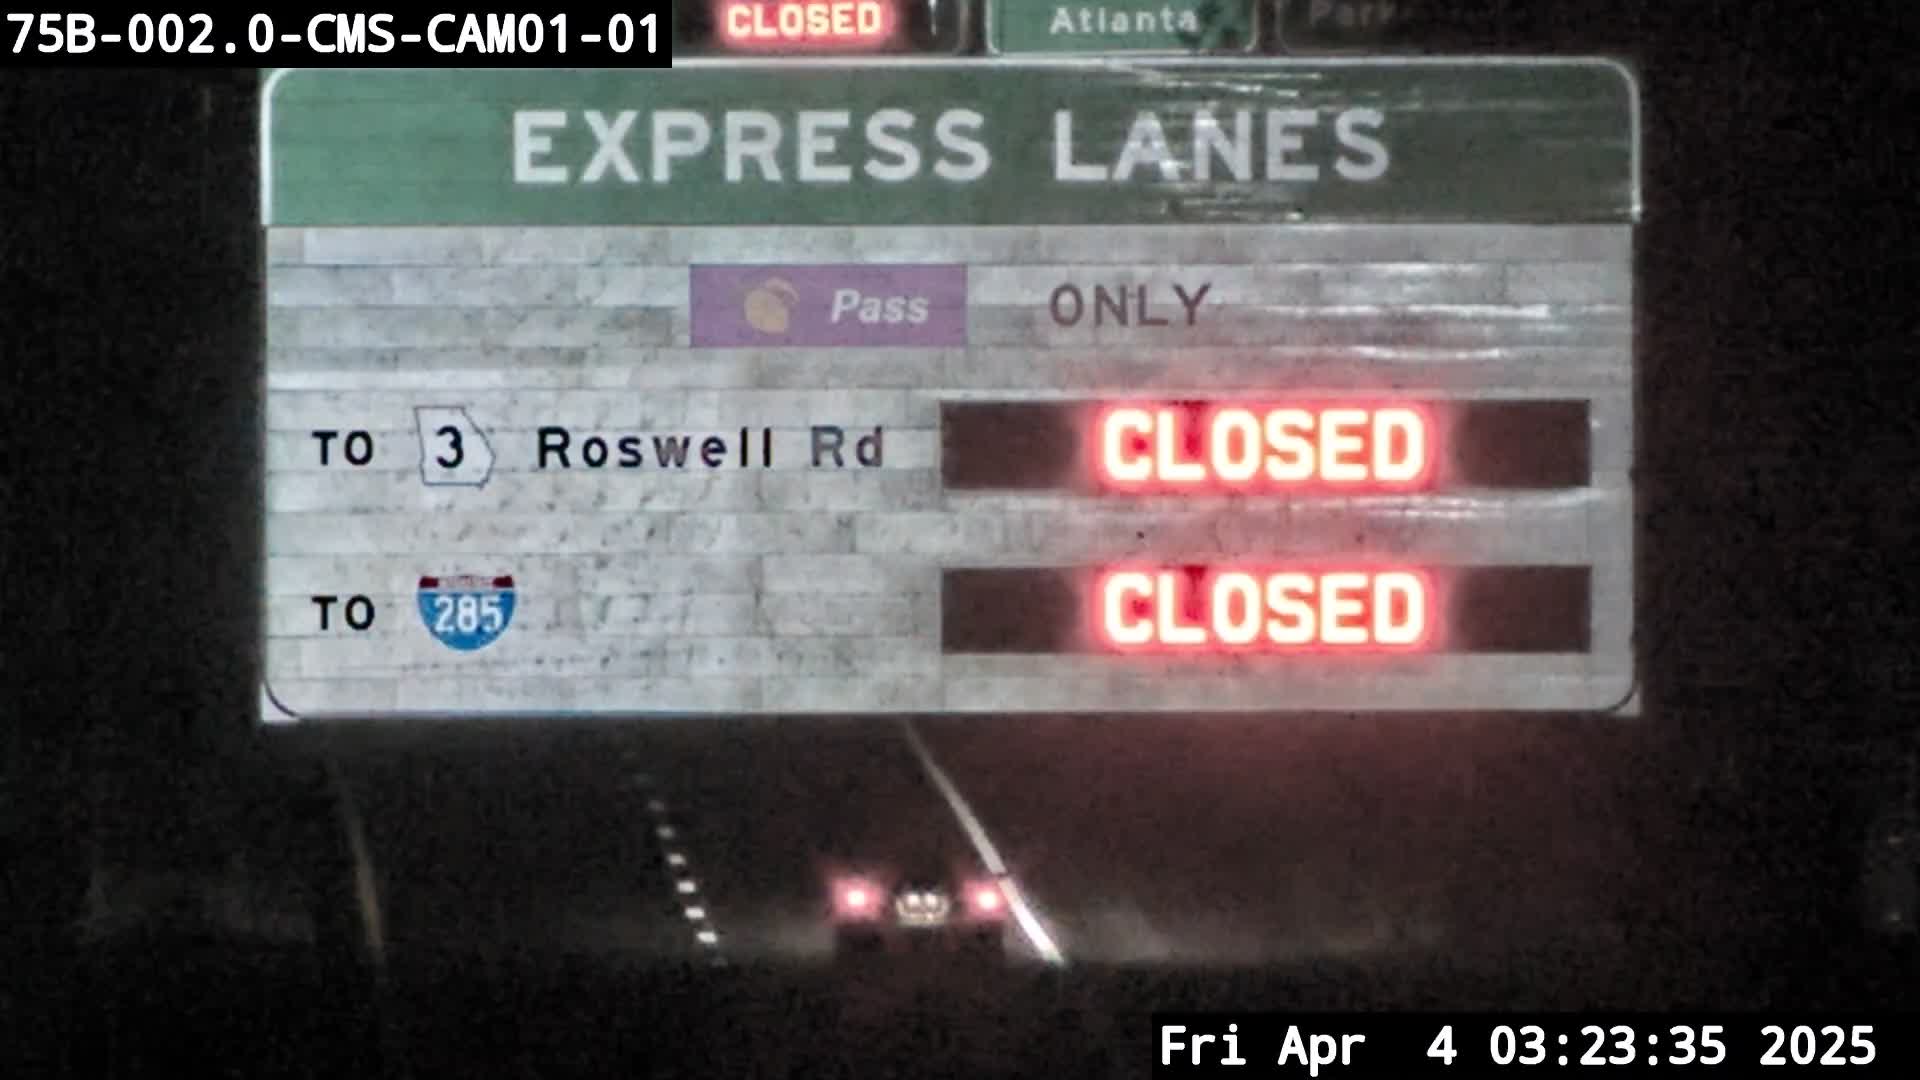 75B-002.0-CMS-CAM01-01
CLOSED
Atlanta
Park
EXPRESS LANES
Pass ONLY
TO 3 Roswell Rd CLOSED
TO 285 CLOSED
Fri Apr 4 03:23:35 2025